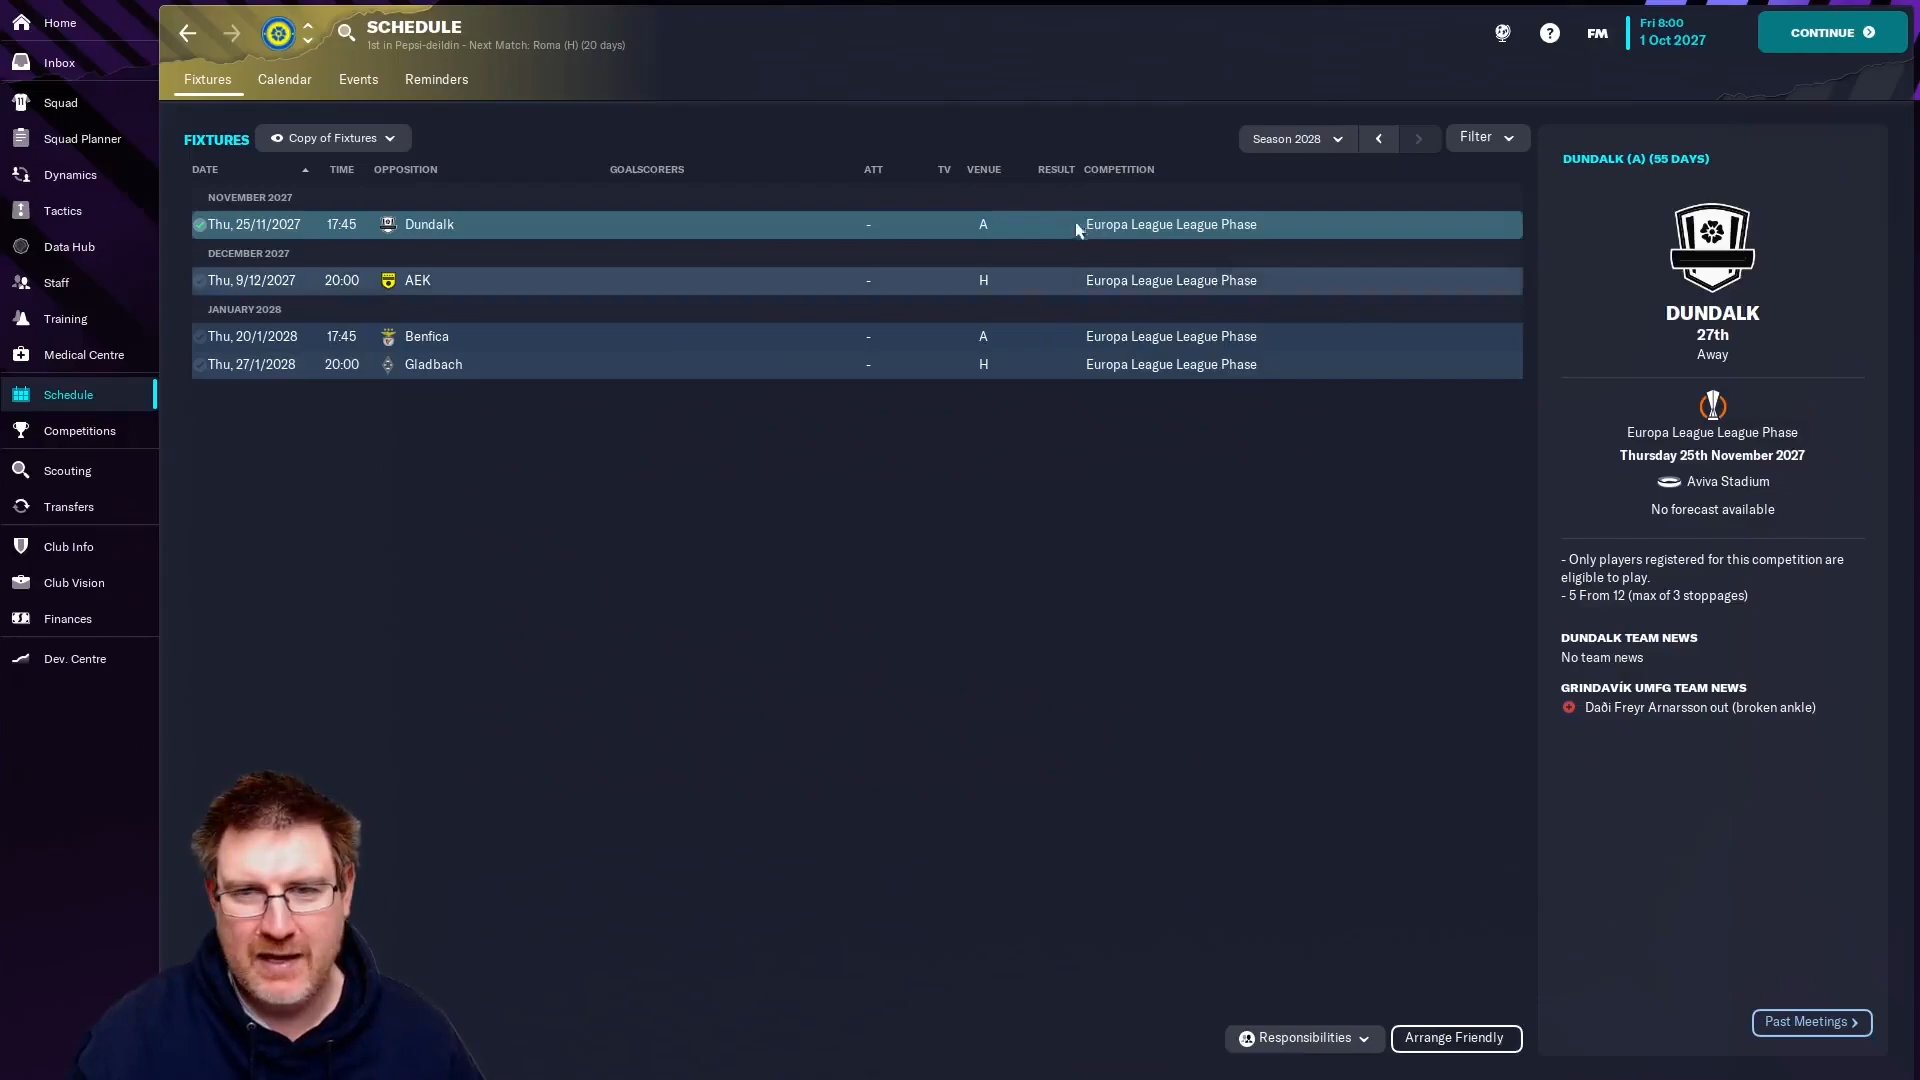 Home
Inbox
Squad
Squad Planner
Dynamics
Tactics
Data Hub
Staff
Training
Medical Centre
Schedule
Competitions
Scouting
Transfers
Club Info
Club Vision
Finances
Dev. Centre
SCHEDULE
1st in Pepsi-deildin - Next Match: Roma (H) (20 days)
FM
Fri 8:00
1 Oct 2027
CONTINUE
Fixtures Calendar Events Reminders
FIXTURES Copy of Fixtures Season 2028 Filter
DATE TIME OPPOSITION GOALSCORERS ATT TV VENUE RESULT COMPETITION
NOVEMBER 2027
Thu, 25/11/2027 17:45 Dundalk - A Europa League League Phase
DECEMBER 2027
Thu, 9/12/2027 20:00 AEK - H Europa League League Phase
JANUARY 2028
Thu, 20/1/2028 17:45 Benfica - A Europa League League Phase
Thu, 27/1/2028 20:00 Gladbach - H Europa League League Phase
Responsibilities Arrange Friendly
DUNDALK (A) (55 DAYS)
DUNDALK
27th
Away
Europa League League Phase
Thursday 25th November 2027
Aviva Stadium
No forecast available
- Only players registered for this competition are
eligible to play.
- 5 From 12 (max of 3 stoppages)
DUNDALK TEAM NEWS
No team news
GRINDAVÍK UMFG TEAM NEWS
Daði Freyr Arnarsson out (broken ankle)
Past Meetings